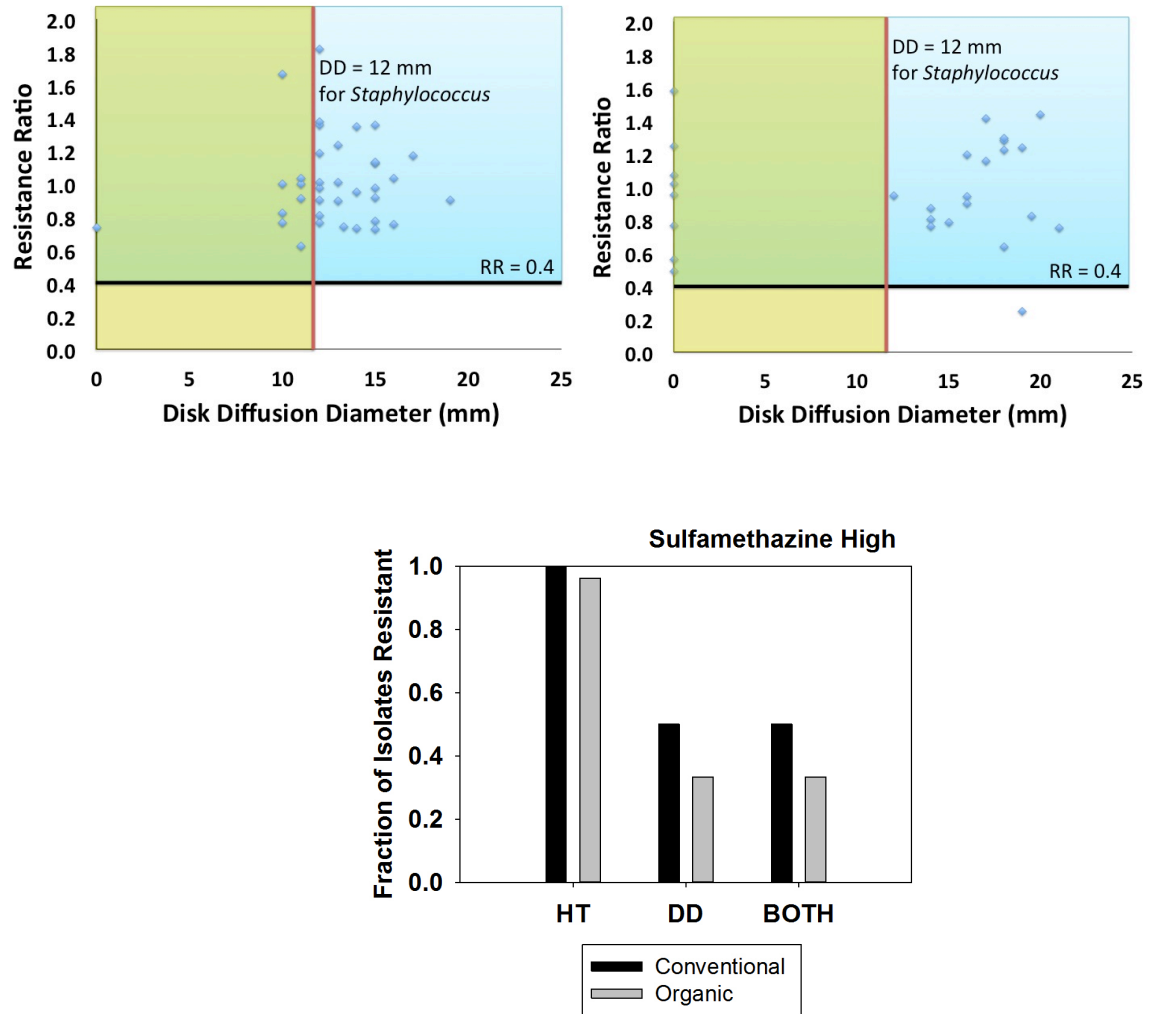 2.0
1.8
1.6
1.4
1.2
1.0
0.8
0.6
0.4
0.2
0.0
Resistance Ratio
DD = 12 mm
for Staphylococcus
RR = 0.4
0 5 10 15 20 25
Disk Diffusion Diameter (mm)
2.0
1.8
1.6
1.4
1.2
1.0
0.8
0.6
0.4
0.2
0.0
Resistance Ratio
DD = 12 mm
for Staphylococcus
RR = 0.4
0 5 10 15 20 25
Disk Diffusion Diameter (mm)
Sulfamethazine High
Fraction of Isolates Resistant
1.0
0.8
0.6
0.4
0.2
0.0
HT DD BOTH
Conventional
Organic